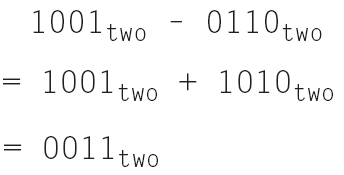 1001two - 0110two
= 1001two + 1010two
= 0011two